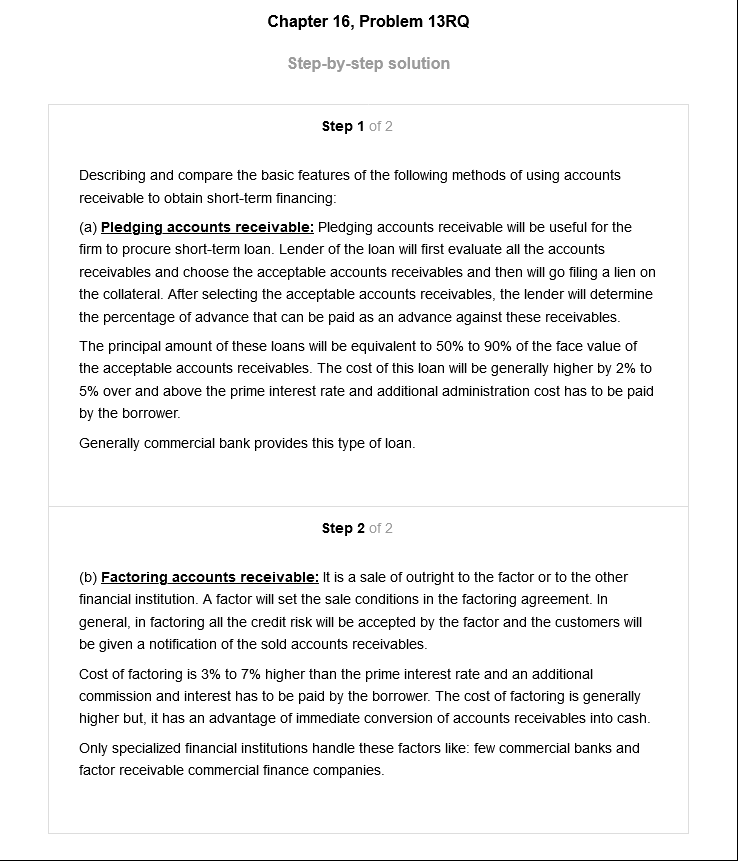 Chapter 16, Problem 13RQ
Step-by-step solution
Step 1 of 2
Describing and compare the basic features of the following methods of using accounts
receivable to obtain short-term financing:
(a) Pledging accounts receivable: Pledging accounts receivable will be useful for the
firm to procure short-term loan. Lender of the loan will first evaluate all the accounts
receivables and choose the acceptable accounts receivables and then will go filing a lien on
the collateral. After selecting the acceptable accounts receivables, the lender will determine
the percentage of advance that can be paid as an advance against these receivables.
The principal amount of these loans will be equivalent to 50% to 90% of the face value of
the acceptable accounts receivables. The cost of this loan will be generally higher by 2% to
5% over and above the prime interest rate and additional administration cost has to be paid
by the borrower.
Generally commercial bank provides this type of loan.
Step 2 of 2
(b) Factoring accounts receivable: It is a sale of outright to the factor or to the other
financial institution. A factor will set the sale conditions in the factoring agreement. In
general, in factoring all the credit risk will be accepted by the factor and the customers will
be given a notification of the sold accounts receivables.
Cost of factoring is 3% to 7% higher than the prime interest rate and an additional
commission and interest has to be paid by the borrower. The cost of factoring is generally
higher but, it has an advantage of immediate conversion of accounts receivables into cash.
Only specialized financial institutions handle these factors like: few commercial banks and
factor receivable commercial finance companies.